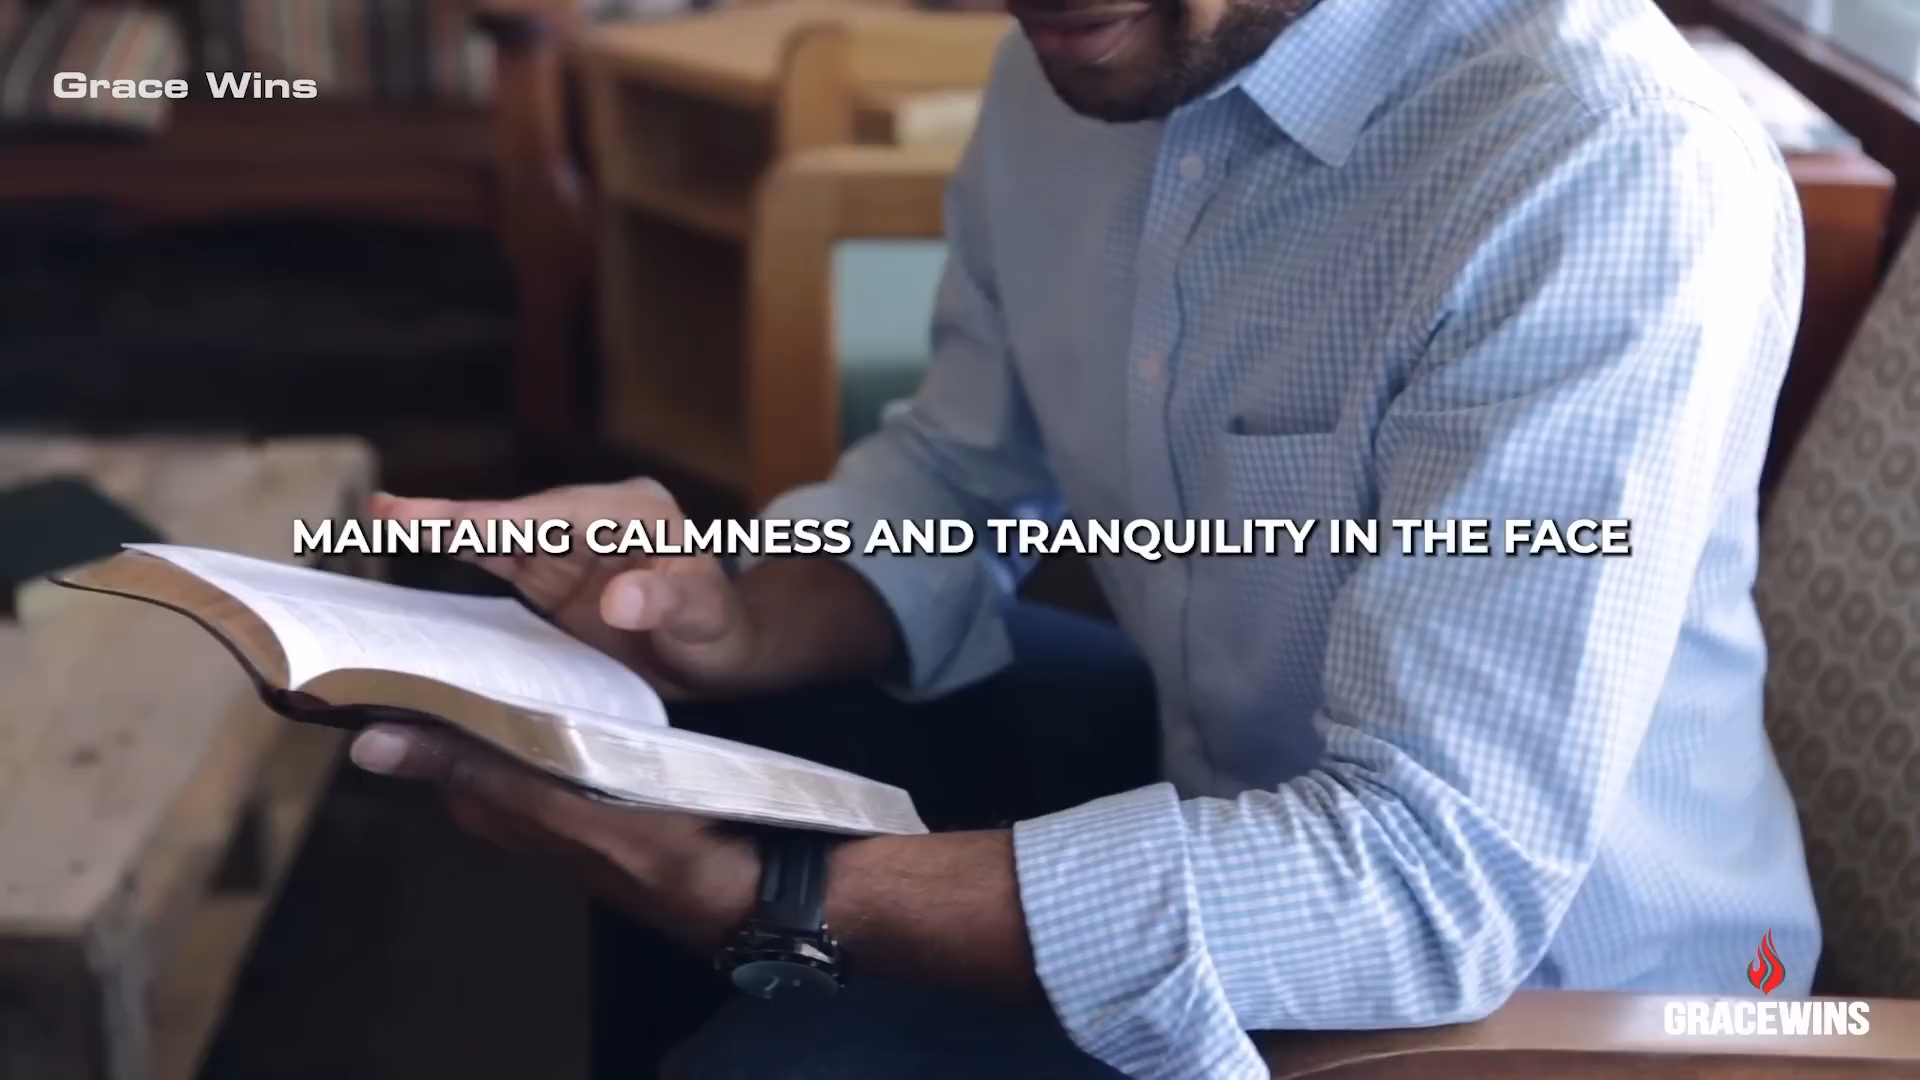 Grace Wins
MAINTAING CALMNESS AND TRANQUILITY IN THE FACE
GRACEWINS